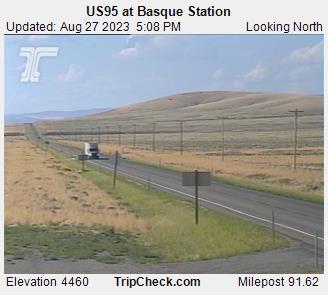 US95 at Basque Station
Updated: Aug 27 2023 5:08 PM Looking North
Elevation 4460 TripCheck.com Milepost 91.62